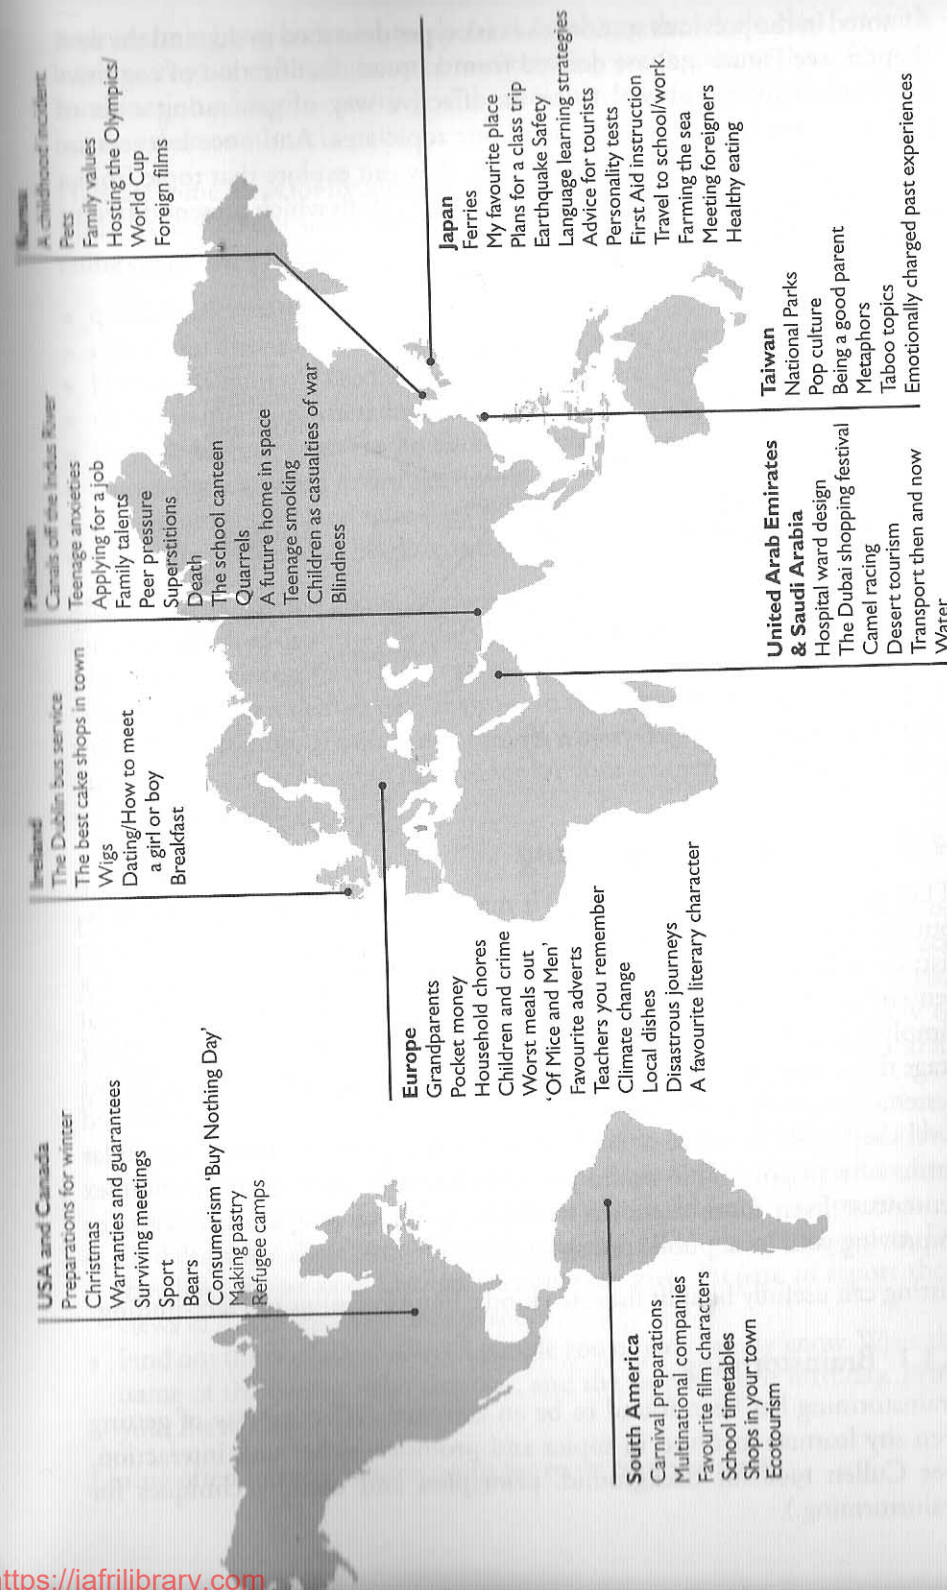 USA and Canada
Preparations for winter
Christmas
Warranties and guarantees
Surviving meetings
Sport
Bears
Consumerism ‘Buy Nothing Day’
Making pastry
Refugee camps
Ireland
The Dublin bus service
The best cake shops in town
Wigs
Dating/How to meet
a girl or boy
Breakfast
Pakistan
Canals off the Indus River
Teenage anxieties
Applying for a job
Family talents
Peer pressure
Superstitions
Death
The school canteen
Quarrels
A future home in space
Teenage smoking
Children as casualties of war
Blindness
Korea
A childhood incident
Pets
Family values
Hosting the Olympics/
World Cup
Foreign films
South America
Carnival preparations
Multinational companies
Favourite film characters
School timetables
Shops in your town
Ecotourism
Europe
Grandparents
Pocket money
Household chores
Children and crime
Worst meals out
‘Of Mice and Men’
Favourite adverts
Teachers you remember
Climate change
Local dishes
Disastrous journeys
A favourite literary character
United Arab Emirates
& Saudi Arabia
Hospital ward design
The Dubai shopping festival
Camel racing
Desert tourism
Transport then and now
Water
Taiwan
National Parks
Pop culture
Being a good parent
Metaphors
Taboo topics
Emotionally charged past experiences
Japan
Ferries
My favourite place
Plans for a class trip
Earthquake Safety
Language learning strategies
Advice for tourists
Personality tests
First Aid instruction
Travel to school/work
Farming the sea
Meeting foreigners
Healthy eating
https://jafrilibrary.com